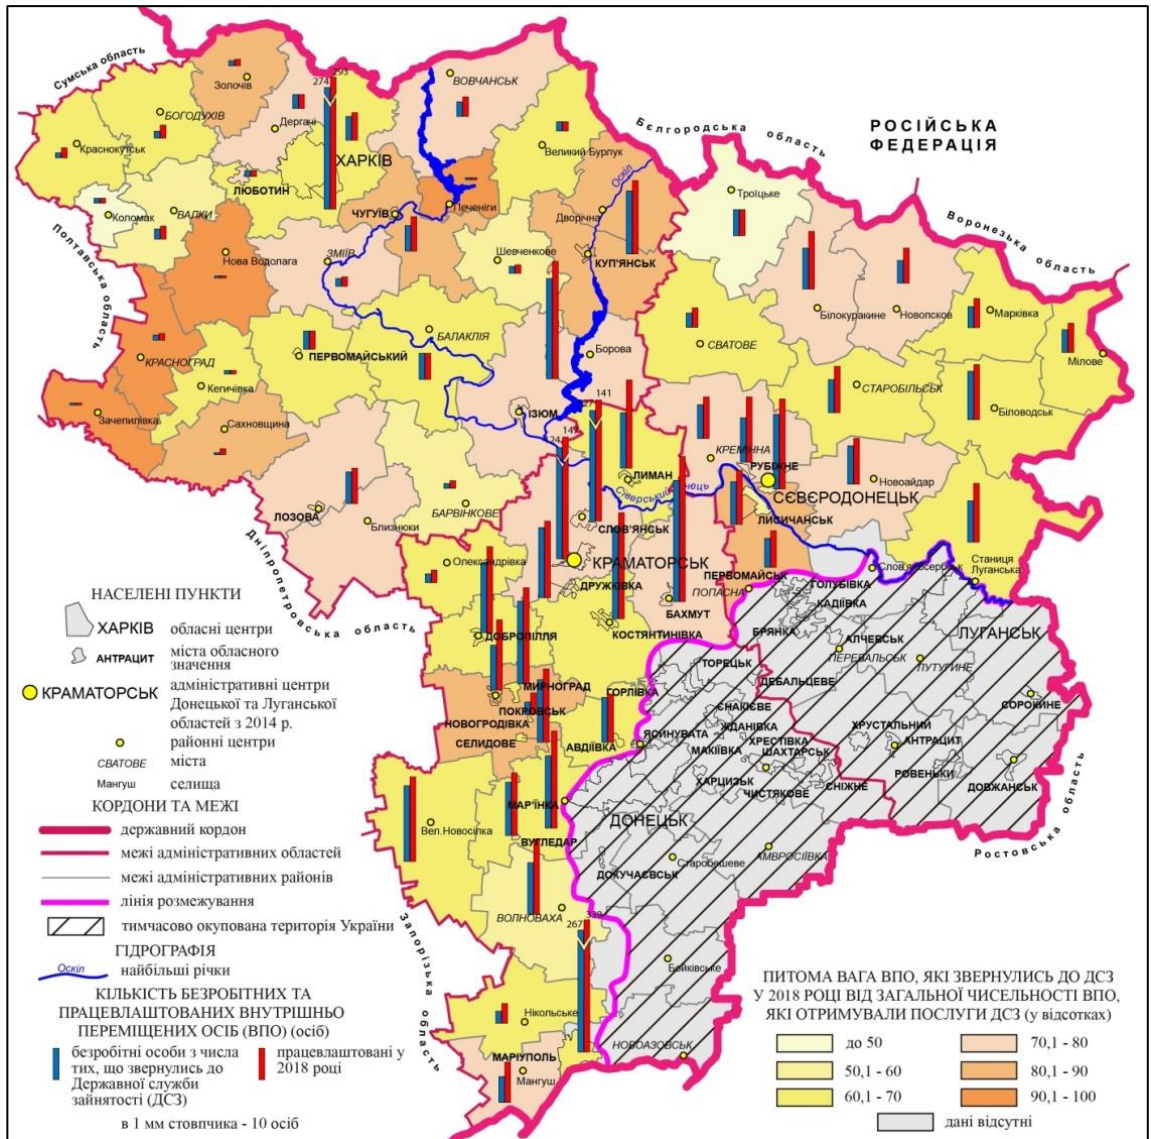 Сумська область
Бєлгородська область
РОСІЙСЬКА
ФЕДЕРАЦІЯ
Воронезька область
Полтавська область
Дніпропетровська область
Запорізька область
Ростовська область
Золочів
БОГОДУХІВ
Краснокутськ
Дергачі
274
293
ХАРКІВ
ВОВЧАНСЬК
Великий Бурлук
Оскіл
Троїцьке
ЛЮБОТИН
Коломак
ВАЛКИ
ЧУГУЇВ
Печеніги
Дворічна
Нова Водолага
ЗМІЇВ
Шевченкове
КУП'ЯНСЬК
Білокуракине
Новопсков
Марківка
Мілове
КРАСНОГРАД
ПЕРВОМАЙСЬКИЙ
БАЛАКЛІЯ
Борова
СВАТОВЕ
Кегичівка
СТАРОБІЛЬСЬК
Біловодськ
Зачепилівка
Сахновщина
ІЗЮМ
141
ЛОЗОВА
Близнюки
БАРВІНКОВЕ
ЛИМАН
Сіверський Донець
КРЕМІННА
РУБІЖНЕ
СЄВЄРОДОНЕЦЬК
Новоайдар
СЛОВ'ЯНСЬК
ЛИСИЧАНСЬК
Олександрівка
КРАМАТОРСЬК
ДРУЖКІВКА
БАХМУТ
ПЕРВОМАЙСЬК
ПОПАСНА
Слов'яносербськ
Станиця
Луганська
ГОЛУБІВКА
КАДІЇВКА
ДОБРОПІЛЛЯ
КОСТЯНТИНІВКА
БРЯНКА
АЛЧЕВСЬК
ЛУГАНСЬК
ПЕРЕВАЛЬСЬК
ЛУТУГИНЕ
ТОРЕЦЬК
ДЕБАЛЬЦЕВЕ
МИРНОГРАД
ГОРЛІВКА
ПОКРОВСЬК
ЄНАКІЄВЕ
СОРОКИНЕ
НОВОГРОДІВКА
ЖДАНІВКА
ХРУСТАЛЬНИЙ
СЕЛИДОВЕ
АВДІЇВКА
ЯСИНУВАТА
ХРЕСТІВКА
АНТРАЦИТ
МАКІЇВКА
ШАХТАРСЬК
РОВЕНЬКИ
ХАРЦИЗЬК
СНІЖНЕ
ДОВЖАНСЬК
ЧИСТЯКОВЕ
МАР'ЇНКА
ДОНЕЦЬК
Вел.Новосілка
ВУГЛЕДАР
Старобешеве
АМВРОСІЇВКА
ДОКУЧАЄВСЬК
ВОЛНОВАХА
267
339
Бойківське
Нікольське
НОВОАЗОВСЬК
МАРІУПОЛЬ
Мангуш
НАСЕЛЕНІ ПУНКТИ
ХАРКІВ обласні центри
АНТРАЦИТ міста обласного
значення
КРАМАТОРСЬК адміністративні центри
Донецької та Луганської
областей з 2014 р.
районні центри
СВАТОВЕ міста
Мангуш селища
КОРДОНИ ТА МЕЖІ
державний кордон
межі адміністративних областей
межі адміністративних районів
лінія розмежування
тимчасово окупована територія України
ГІДРОГРАФІЯ
Оскіл найбільші річки
КІЛЬКІСТЬ БЕЗРОБІТНИХ ТА
ПРАЦЕВЛАШТОВАНИХ ВНУТРІШНЬО
ПЕРЕМІЩЕНИХ ОСІБ (ВПО) (осіб)
безробітні особи з числа
тих, що звернулись до
Державної служби
зайнятості (ДСЗ)
працевлаштовані у
2018 році
в 1 мм стовпчика - 10 осіб
ПИТОМА ВАГА ВПО, ЯКІ ЗВЕРНУЛИСЬ ДО ДСЗ
У 2018 РОЦІ ВІД ЗАГАЛЬНОЇ ЧИСЕЛЬНОСТІ ВПО,
ЯКІ ОТРИМУВАЛИ ПОСЛУГИ ДСЗ (у відсотках)
до 50
50,1 - 60
60,1 - 70
70,1 - 80
80,1 - 90
90,1 - 100
дані відсутні